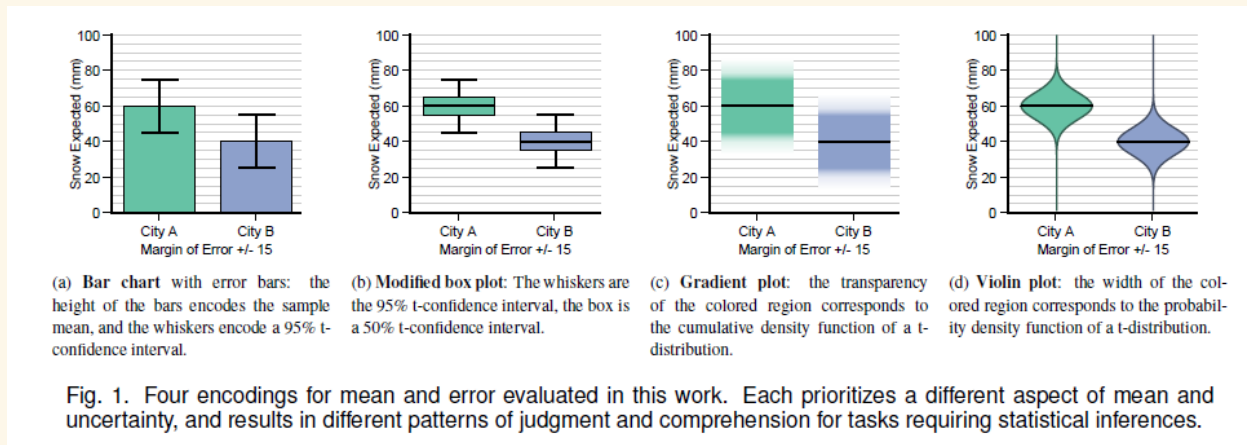 100
80
60
40
20
0
Snow Expected (mm)
City A
City B
Margin of Error +/- 15
(a) Bar chart with error bars: the
height of the bars encodes the sample
mean, and the whiskers encode a 95% t-
confidence interval.
100
80
60
40
20
0
Snow Expected (mm)
City A
City B
Margin of Error +/- 15
(b) Modified box plot: The whiskers are
the 95% t-confidence interval, the box is
a 50% t-confidence interval.
100
80
60
40
20
0
Snow Expected (mm)
City A
City B
Margin of Error +/- 15
(c) Gradient plot: the transparency
of the colored region corresponds to
the cumulative density function of a t-
distribution.
100
80
60
40
20
0
Snow Expected (mm)
City A
City B
Margin of Error +/- 15
(d) Violin plot: the width of the col-
ored region corresponds to the probabil-
ity density function of a t-distribution.
Fig. 1. Four encodings for mean and error evaluated in this work. Each prioritizes a different aspect of mean and
uncertainty, and results in different patterns of judgment and comprehension for tasks requiring statistical inferences.